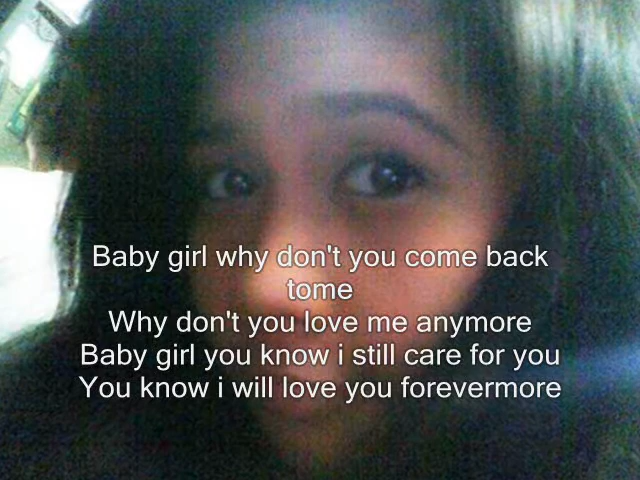 Baby girl why don't you come back
tome
Why don't you love me anymore
Baby girl you know i still care for you
You know i will love you forevermore